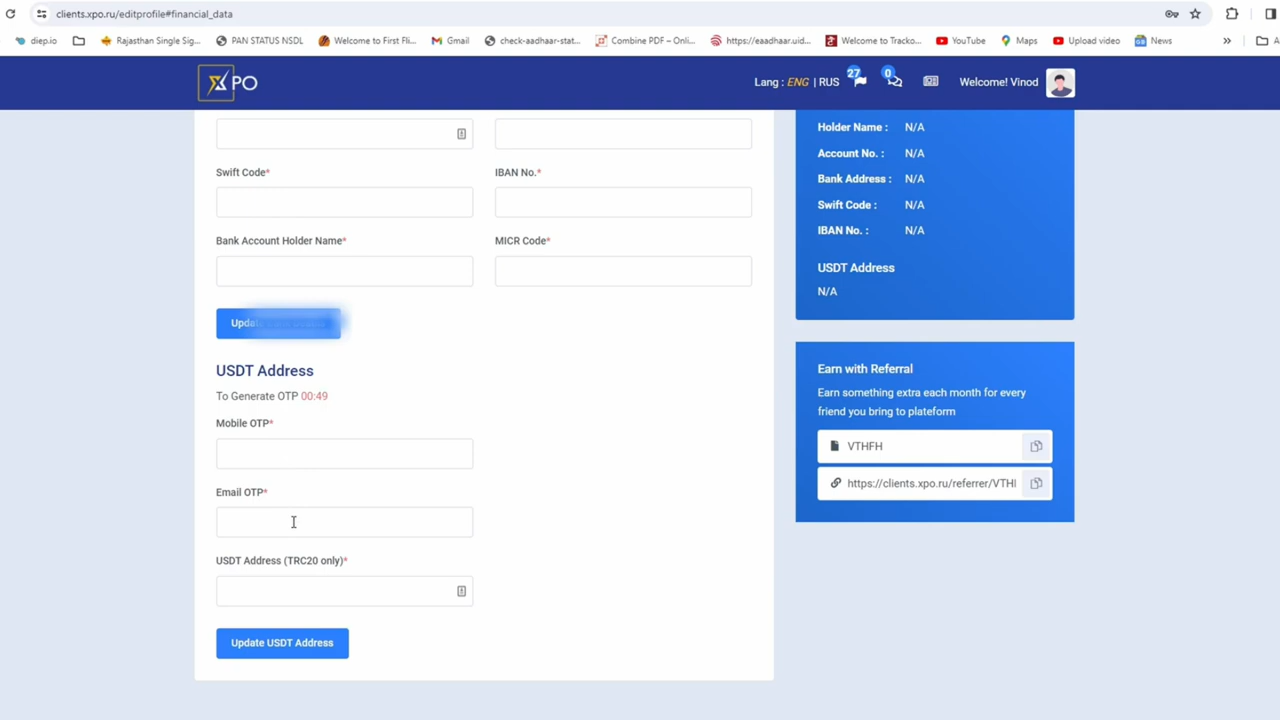 clients.xpo.ru/editprofile#financial_data
diep.io
Rajasthan Single Sig...
PAN STATUS NSDL
Welcome to First Fli...
Gmail
check-aadhaar-stat...
Combine PDF – Onli...
https://eaadhaar.uid...
Welcome to Tracko...
YouTube
Maps
Upload video
News
»
A
XPO
Lang : ENG | RUS
27
0
Welcome! Vinod
Swift Code*
IBAN No.*
Bank Account Holder Name*
MICR Code*
USDT Address
To Generate OTP 00:49
Mobile OTP*
Email OTP*
USDT Address (TRC20 only)*
Update USDT Address
Holder Name : N/A
Account No. : N/A
Bank Address : N/A
Swift Code : N/A
IBAN No. : N/A
USDT Address
N/A
Earn with Referral
Earn something extra each month for every
friend you bring to plateform
VTHFH
https://clients.xpo.ru/referrer/VTHI